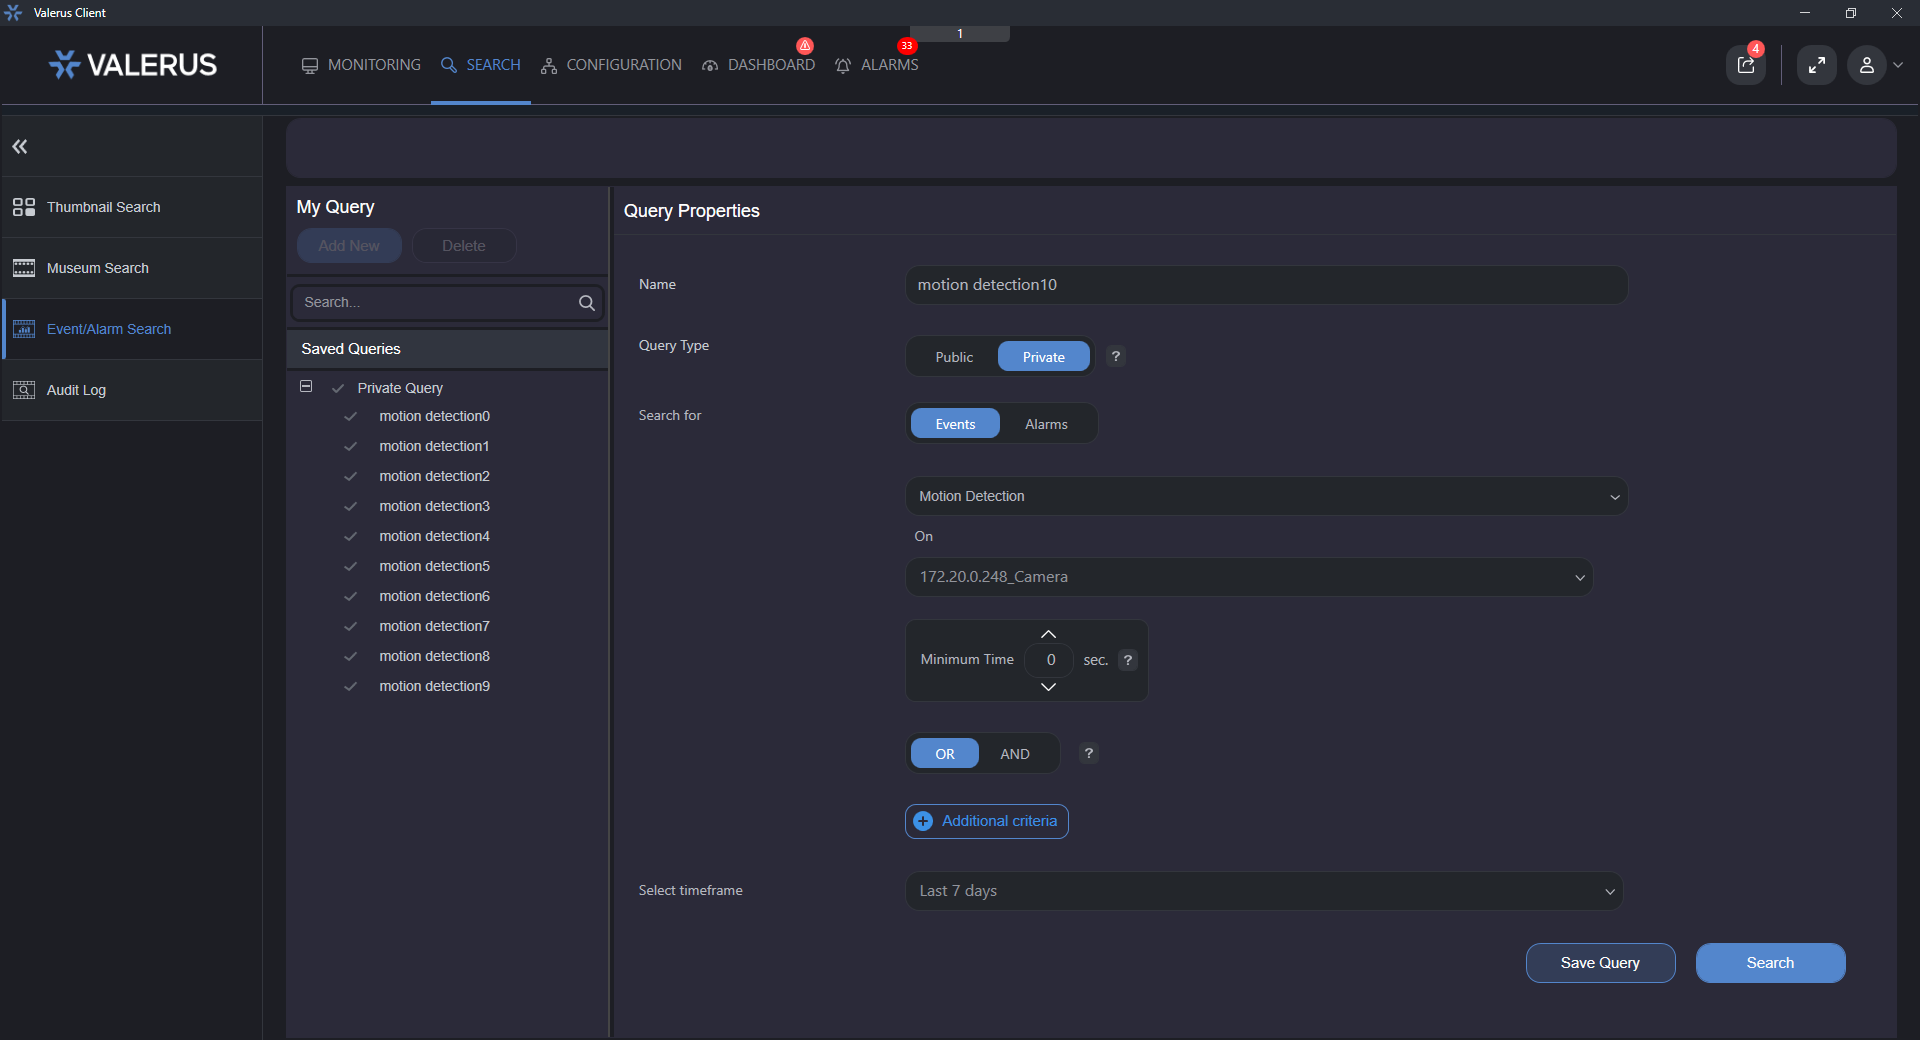 Valerus Client
1
VALERUS
MONITORING
SEARCH
CONFIGURATION
DASHBOARD
33
ALARMS
4
Thumbnail Search
Museum Search
Event/Alarm Search
Audit Log
My Query
Add New
Delete
Search...
Saved Queries
Private Query
motion detection0
motion detection1
motion detection2
motion detection3
motion detection4
motion detection5
motion detection6
motion detection7
motion detection8
motion detection9
Query Properties
Name
motion detection10
Query Type
Public
Private
?
Search for
Events
Alarms
Motion Detection
On
172.20.0.248_Camera
Minimum Time
0
sec.
?
OR
AND
?
Additional criteria
Select timeframe
Last 7 days
Save Query
Search